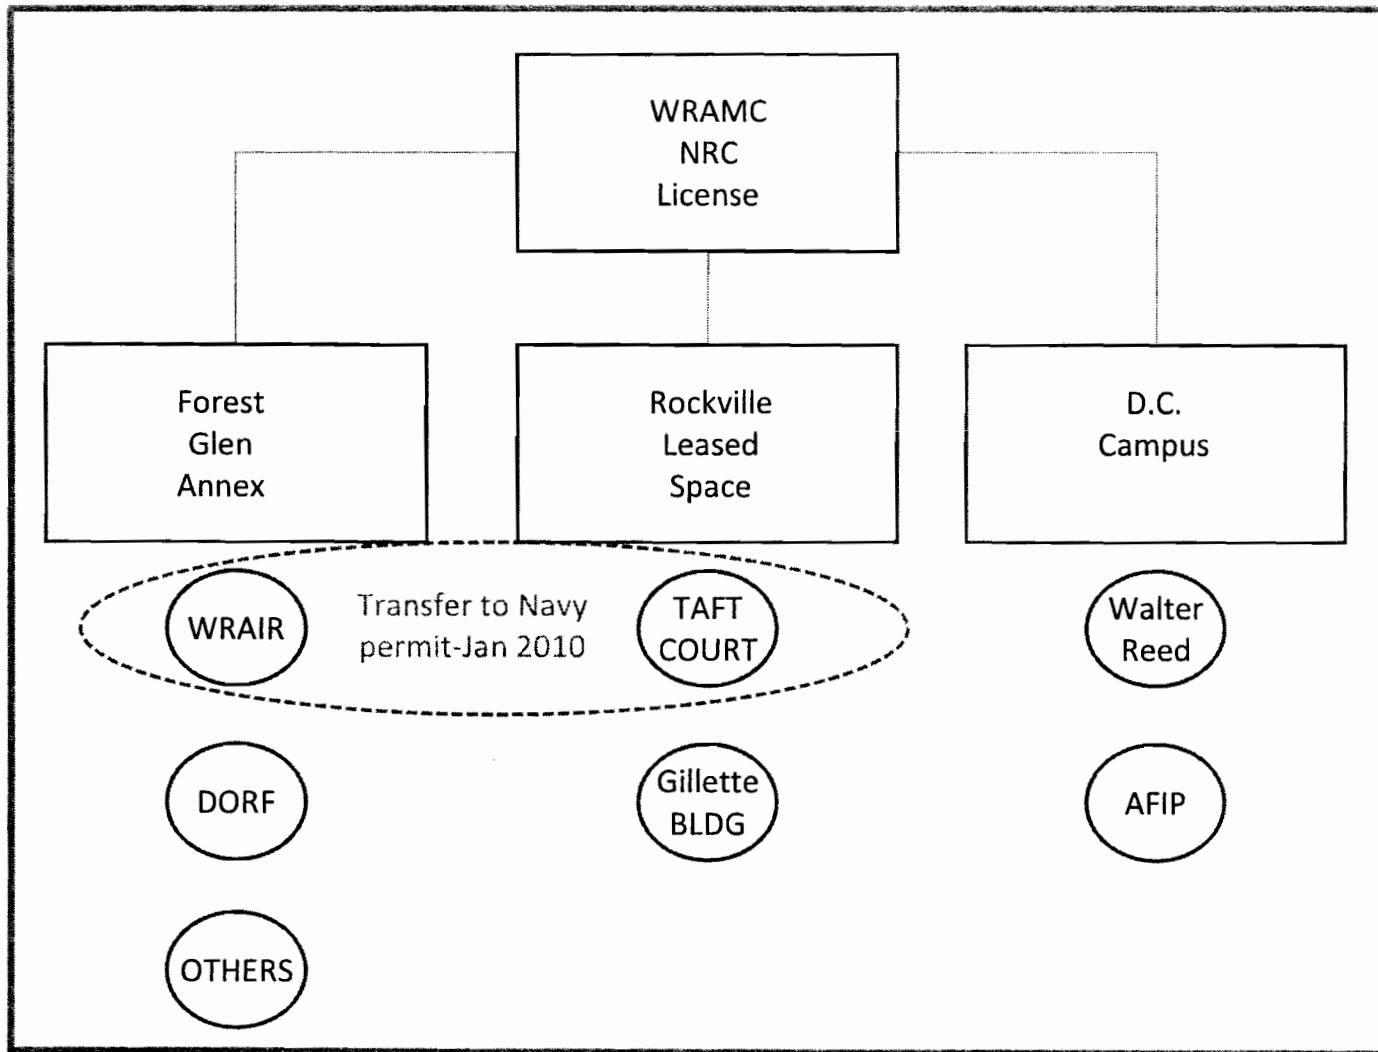 WRAMC
NRC
License
Forest
Glen
Annex
Rockville
Leased
Space
D.C.
Campus
WRAIR
Transfer to Navy
permit-Jan 2010
TAFT
COURT
Walter
Reed
DORF
Gillette
BLDG
AFIP
OTHERS